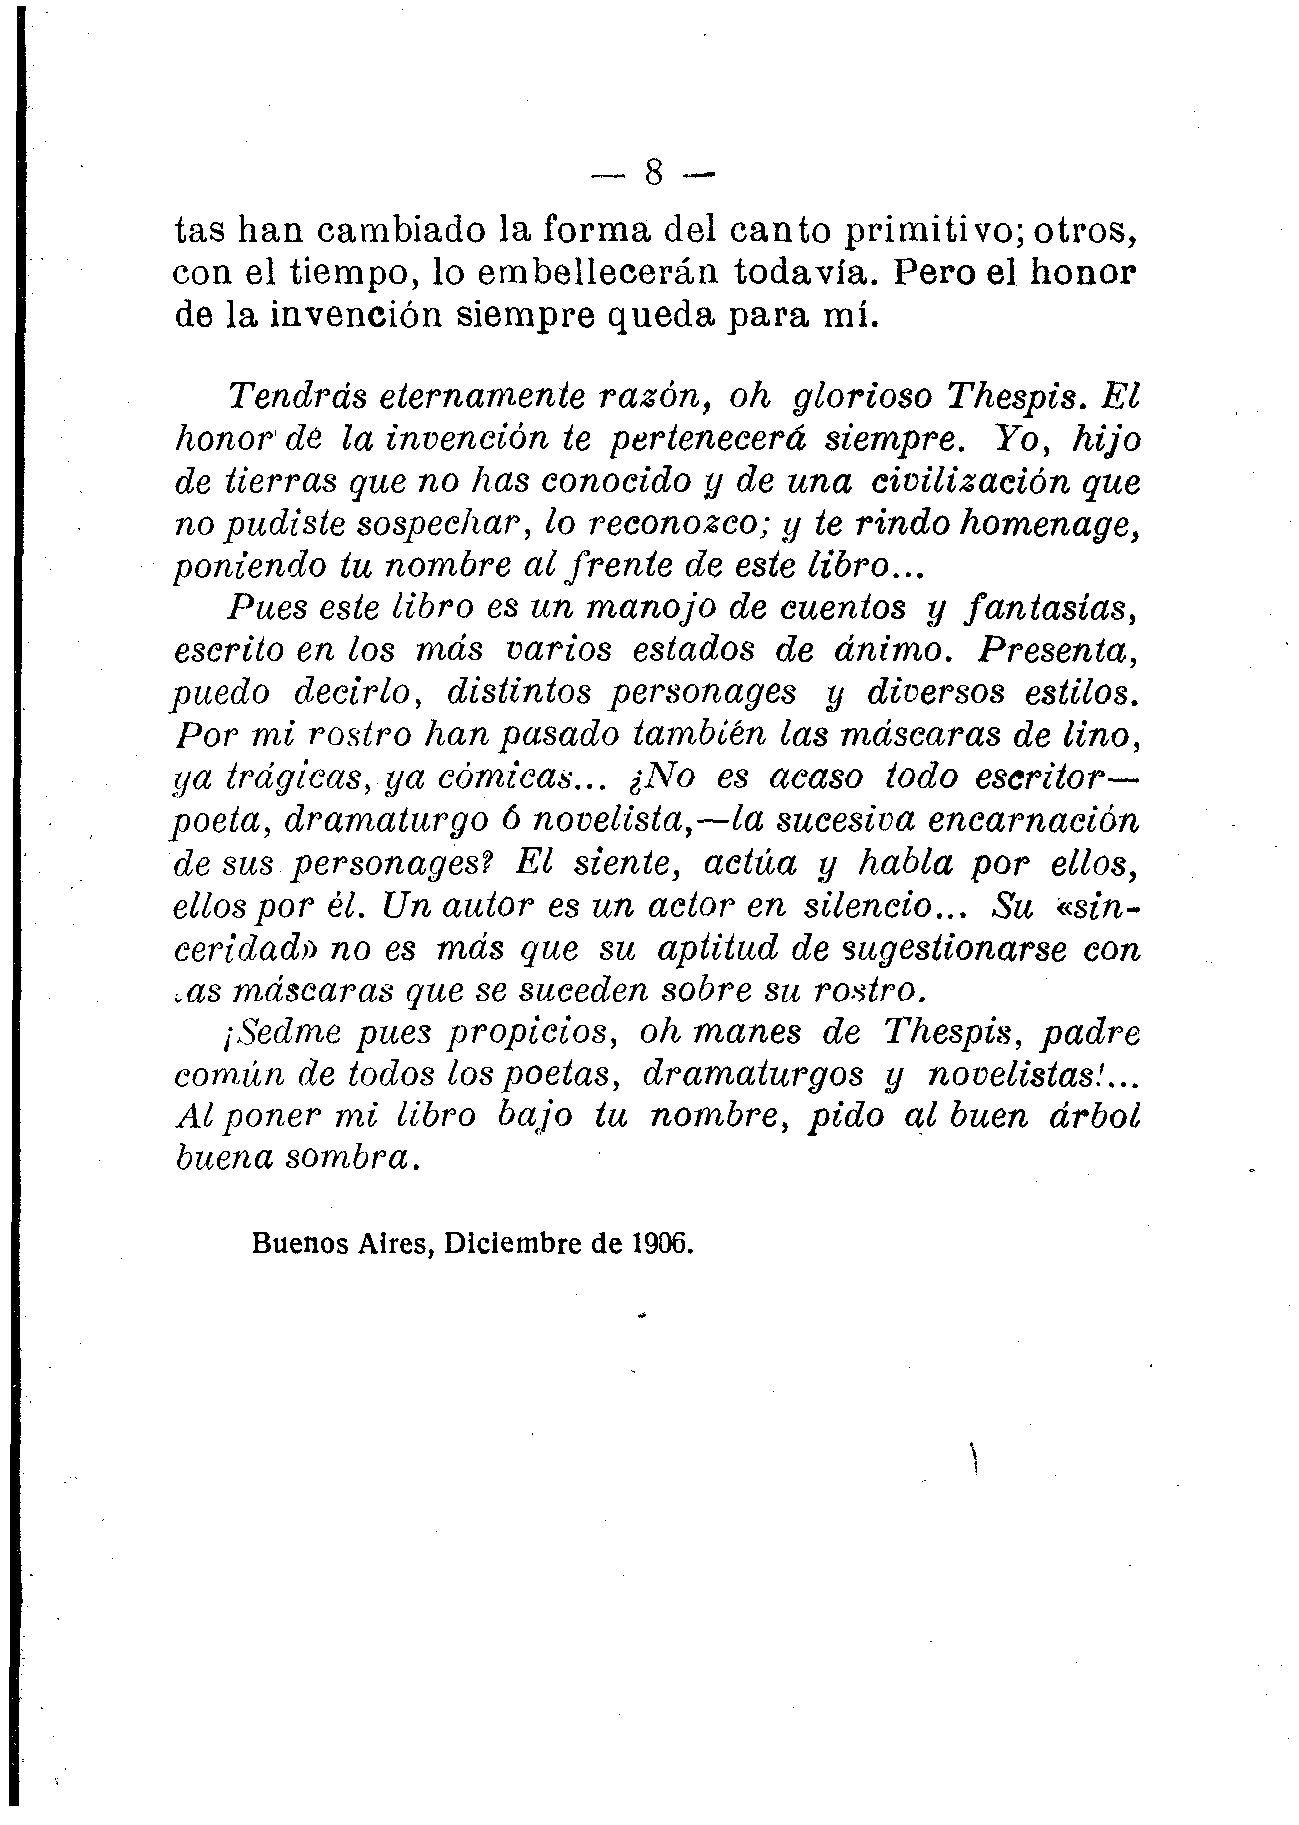 — 8 —
tas han cambiado la forma del canto primitivo; otros,
con el tiempo, lo embellecerán todavía. Pero el honor
de la invención siempre queda para mí.
Tendrás eternamente razón, oh glorioso Thespis. El
honor de la invención te pertenecerá siempre. Yo, hijo
de tierras que no has conocido y de una civilización que
no pudiste sospechar, lo reconozco; y te rindo homenage,
poniendo tu nombre al frente de este libro...
Pues este libro es un manojo de cuentos y fantasías,
escrito en los más varios estados de ánimo. Presenta,
puedo decirlo, distintos personages y diversos estilos.
Por mi rostro han pasado también las máscaras de lino,
ya trágicas, ya cómicas... ¿No es acaso todo escritor—
poeta, dramaturgo ó novelista,—la sucesiva encarnación
de sus personages? El siente, actúa y habla por ellos,
ellos por él. Un autor es un actor en silencio... Su «sin-
ceridad» no es más que su aptitud de sugestionarse con
las máscaras que se suceden sobre su rostro.
¡Sedme pues propicios, oh manes de Thespis, padre
común de todos los poetas, dramaturgos y novelistas!...
Al poner mi libro bajo tu nombre, pido al buen árbol
buena sombra.
Buenos Aires, Diciembre de 1906.